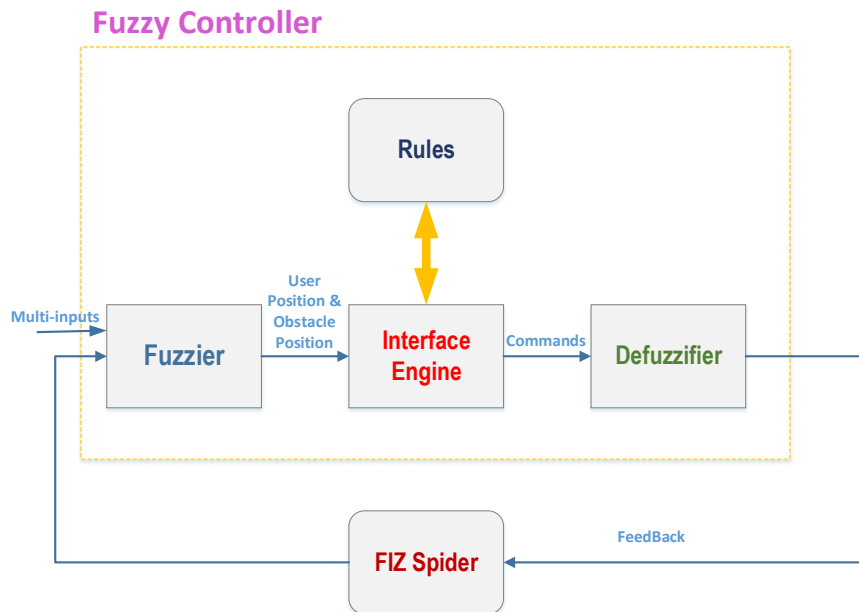 Fuzzy Controller
Rules
User
Position &
Obstacle
Position
Multi-inputs
Fuzzier
Interface
Engine
Commands
Defuzzifier
FeedBack
FIZ Spider